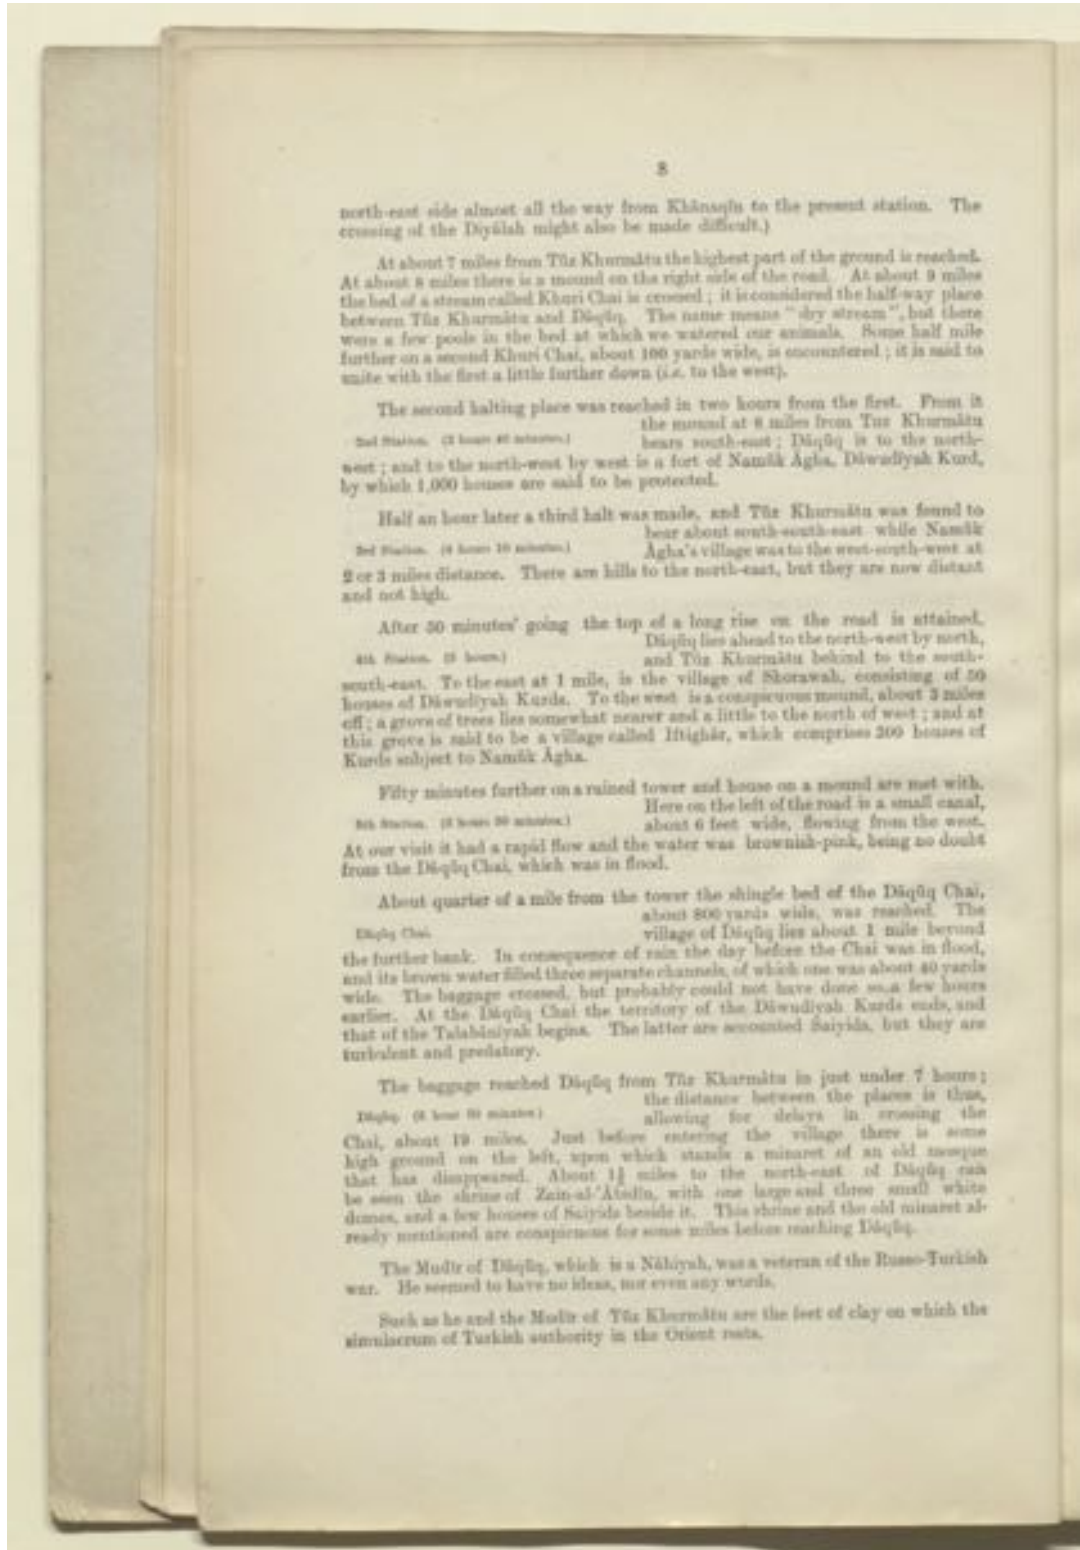 8
north-east side almost all the way from Khānaqīn to the present station. The
crossing of the Diyālah might also be made difficult.)
At about 7 miles from Tūz Khurmātu the highest part of the ground is reached.
At about 8 miles there is a mound on the right side of the road. At about 9 miles
the bed of a stream called Khuri Chai is crossed; it is considered the half-way place
between Tūz Khurmātu and Dāqūq. The name means "dry stream", but there
were a few pools in the bed at which we watered our animals. Some half mile
further on a second Khuri Chai, about 100 yards wide, is encountered; it is said to
unite with the first a little further down (i.e. to the west).
The second halting place was reached in two hours from the first. From it
the mound at 8 miles from Tuz Khurmātu
2nd Station. (3 hours 40 minutes.)
bears south-east; Dāqūq is to the north-
west; and to the north-west by west is a fort of Namūk Āgha, Dāwudīyah Kurd,
by which 1,000 houses are said to be protected.
Half an hour later a third halt was made, and Tūz Khurmātu was found to
bear about south-south-east while Namūk
3rd Station. (4 hours 10 minutes.)
Āgha's village was to the west-south-west at
2 or 3 miles distance. There are hills to the north-east, but they are now distant
and not high.
After 50 minutes' going the top of a long rise on the road is attained.
Dāqūq lies ahead to the north-west by north,
4th Station. (5 hours.)
and Tūz Khurmātu behind to the south-
south-east. To the east at 1 mile, is the village of Shorawah, consisting of 50
houses of Dāwudīyah Kurds. To the west is a conspicuous mound, about 3 miles
off; a grove of trees lies somewhat nearer and a little to the north of west; and at
this grove is said to be a village called Iftighār, which comprises 200 houses of
Kurds subject to Namūk Āgha.
Fifty minutes further on a ruined tower and house on a mound are met with.
Here on the left of the road is a small canal,
5th Station. (5 hours 50 minutes.)
about 6 feet wide, flowing from the west.
At our visit it had a rapid flow and the water was brownish-pink, being no doubt
from the Dāqūq Chai, which was in flood.
About quarter of a mile from the tower the shingle bed of the Dāqūq Chai,
about 800 yards wide, was reached. The
Dāqūq Chai.
village of Dāqūq lies about 1 mile beyond
the further bank. In consequence of rain the day before the Chai was in flood,
and its brown water filled three separate channels, of which one was about 40 yards
wide. The baggage crossed, but probably could not have done so a few hours
earlier. At the Dāqūq Chai the territory of the Dāwudīyah Kurds ends, and
that of the Talabānīyah begins. The latter are accounted Saiyids, but they are
turbulent and predatory.
The baggage reached Dāqūq from Tūz Khurmātu in just under 7 hours;
the distance between the places is thus,
Dāqūq. (6 hours 50 minutes.)
allowing for delays in crossing the
Chai, about 19 miles. Just before entering the village there is some
high ground on the left, upon which stands a minaret of an old mosque
that has disappeared. About 1½ miles to the north-east of Dāqūq can
be seen the shrine of Zain-al-'Ābidīn, with one large and three small white
domes, and a few houses of Saiyids beside it. This shrine and the old minaret al-
ready mentioned are conspicuous for some miles before reaching Dāqūq.
The Mudīr of Dāqūq, which is a Nāhiyah, was a veteran of the Russo-Turkish
war. He seemed to have no ideas, nor even any words.
Such as he and the Mudīr of Tūz Khurmātu are the feet of clay on which the
simulacrum of Turkish authority in the Orient rests.